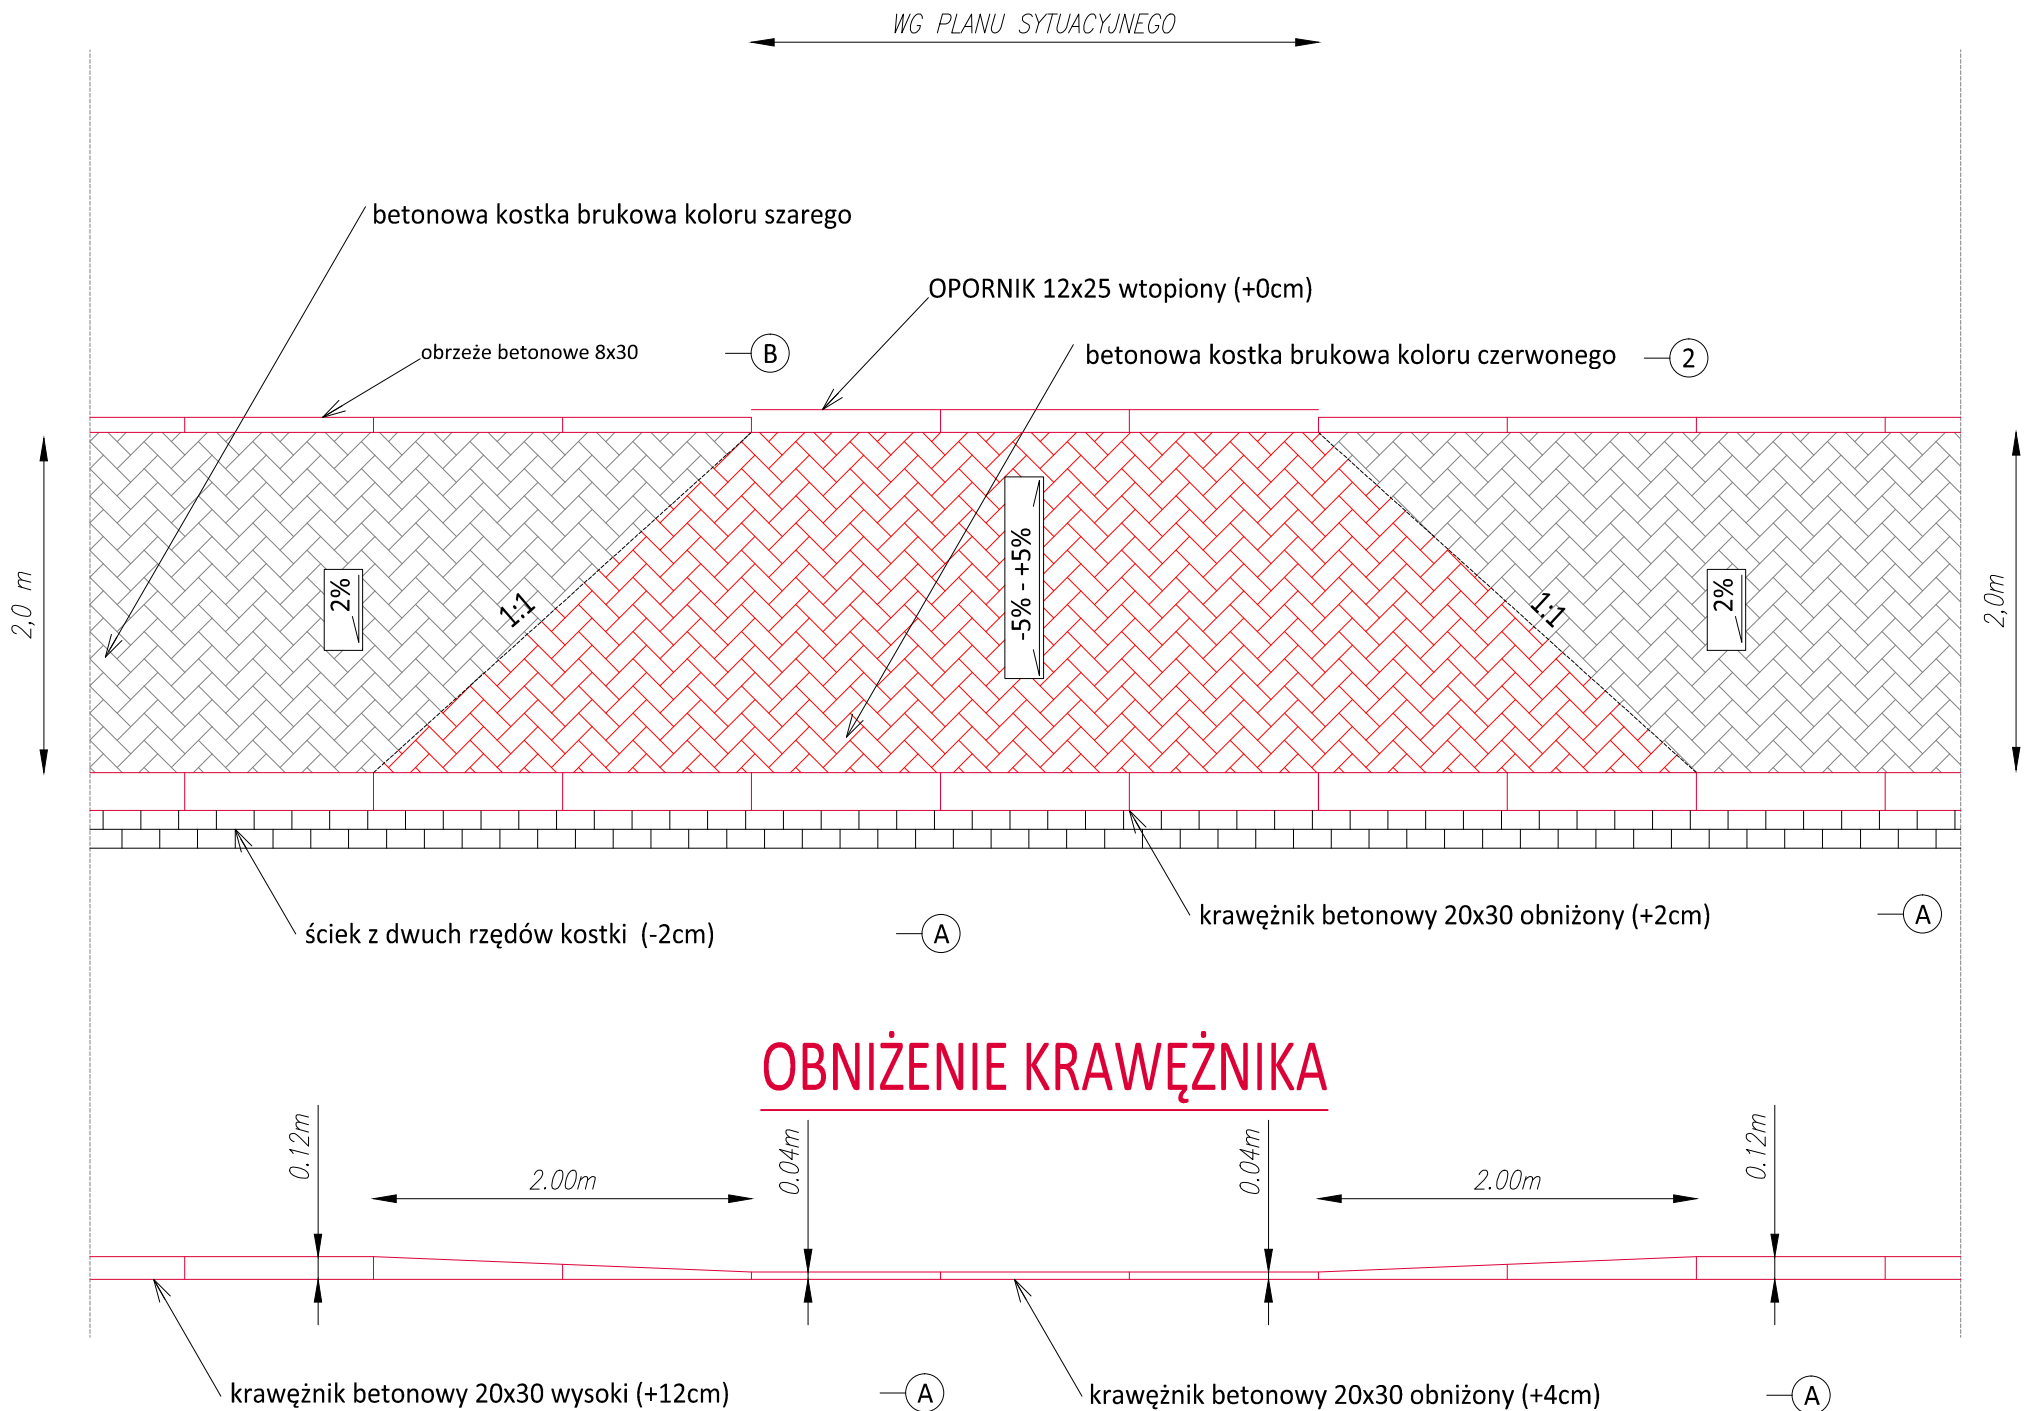 WG PLANU SYTUACYJNEGO
betonowa kostka brukowa koloru szarego
OPORNIK 12x25 wtopiony (+0cm)
obrzeże betonowe 8x30
B
betonowa kostka brukowa koloru czerwonego
2
2,0 m
2%
1:1
-5% - +5%
1:1
2%
2,0m
ściek z dwuch rzędów kostki (-2cm)
A
krawężnik betonowy 20x30 obniżony (+2cm)
A
OBNIŻENIE KRAWĘŻNIKA
0.12m
2.00m
0.04m
0.04m
2.00m
0.12m
krawężnik betonowy 20x30 wysoki (+12cm)
A
krawężnik betonowy 20x30 obniżony (+4cm)
A